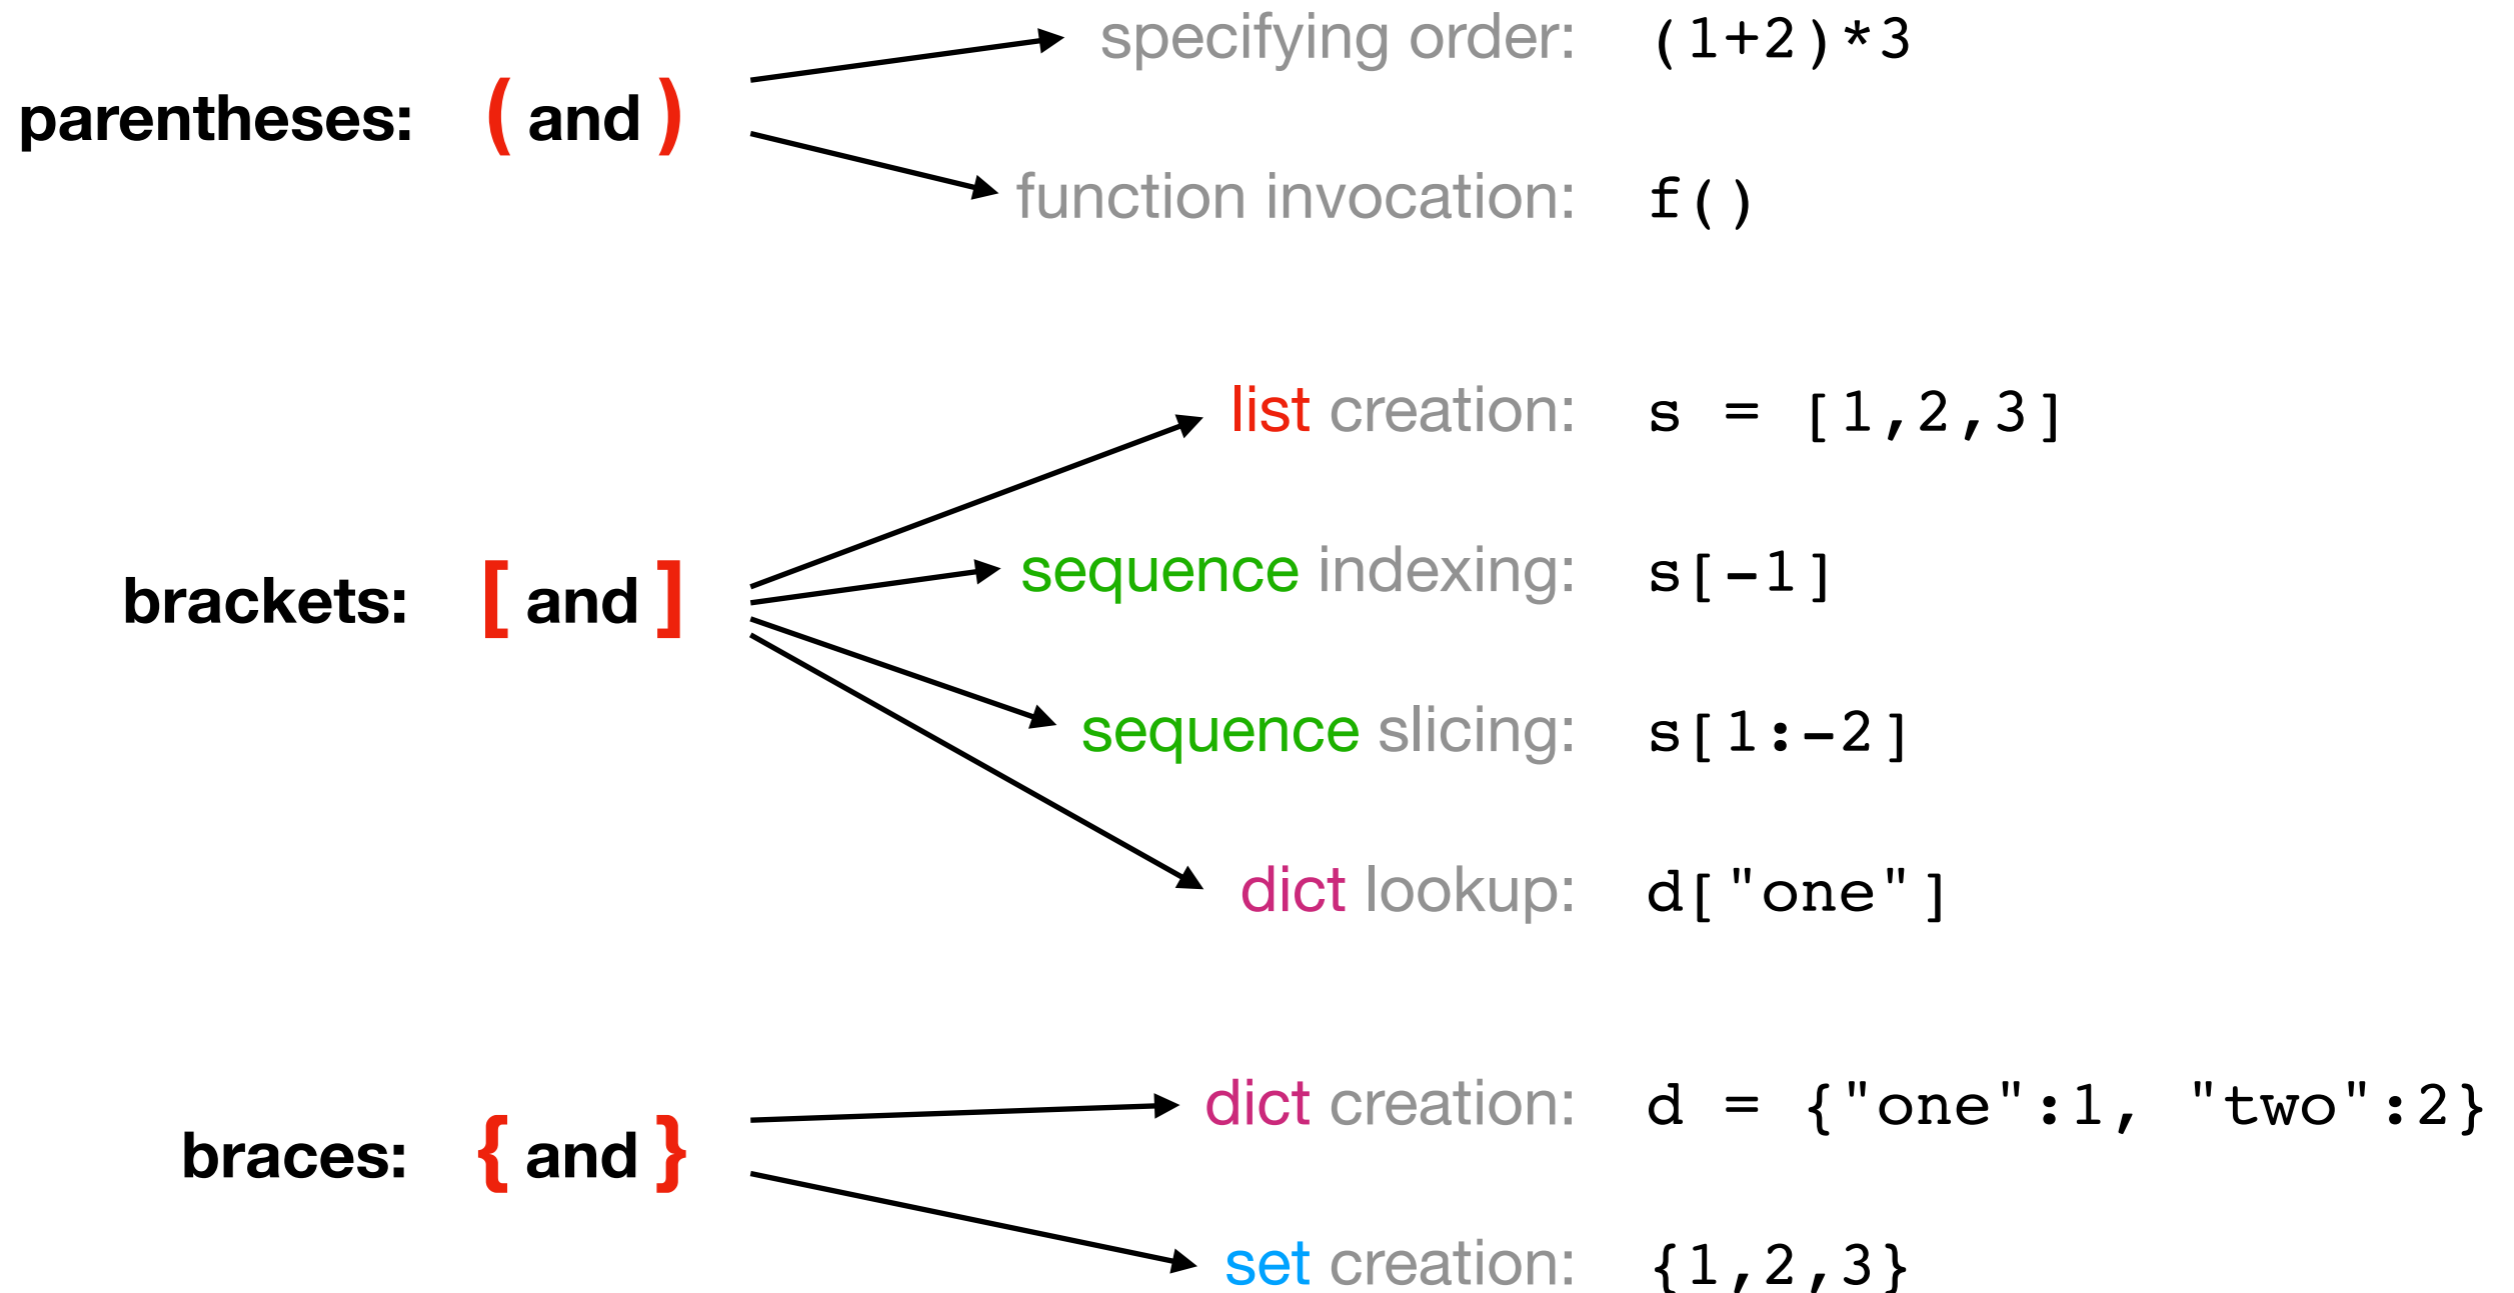 specifying order: (1+2)*3
parentheses: ( and )
function invocation: f()
list creation: s = [1,2,3]
sequence indexing: s[-1]
brackets: [ and ]
sequence slicing: s[1:-2]
dict lookup: d["one"]
dict creation: d = {"one":1, "two":2}
braces: { and }
set creation: {1,2,3}